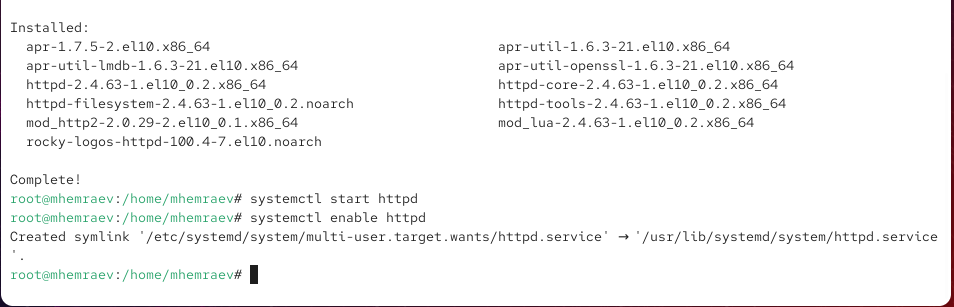 Installed:
  apr-1.7.5-2.el10.x86_64                                    apr-util-1.6.3-21.el10.x86_64
  apr-util-lmdb-1.6.3-21.el10.x86_64                         apr-util-openssl-1.6.3-21.el10.x86_64
  httpd-2.4.63-1.el10_0.2.x86_64                             httpd-core-2.4.63-1.el10_0.2.x86_64
  httpd-filesystem-2.4.63-1.el10_0.2.noarch                  httpd-tools-2.4.63-1.el10_0.2.x86_64
  mod_http2-2.0.29-2.el10_0.1.x86_64                         mod_lua-2.4.63-1.el10_0.2.x86_64
  rocky-logos-httpd-100.4-7.el10.noarch

Complete!
root@mhemraev:/home/mhemraev# systemctl start httpd
root@mhemraev:/home/mhemraev# systemctl enable httpd
Created symlink '/etc/systemd/system/multi-user.target.wants/httpd.service' → '/usr/lib/systemd/system/httpd.service
'.
root@mhemraev:/home/mhemraev#